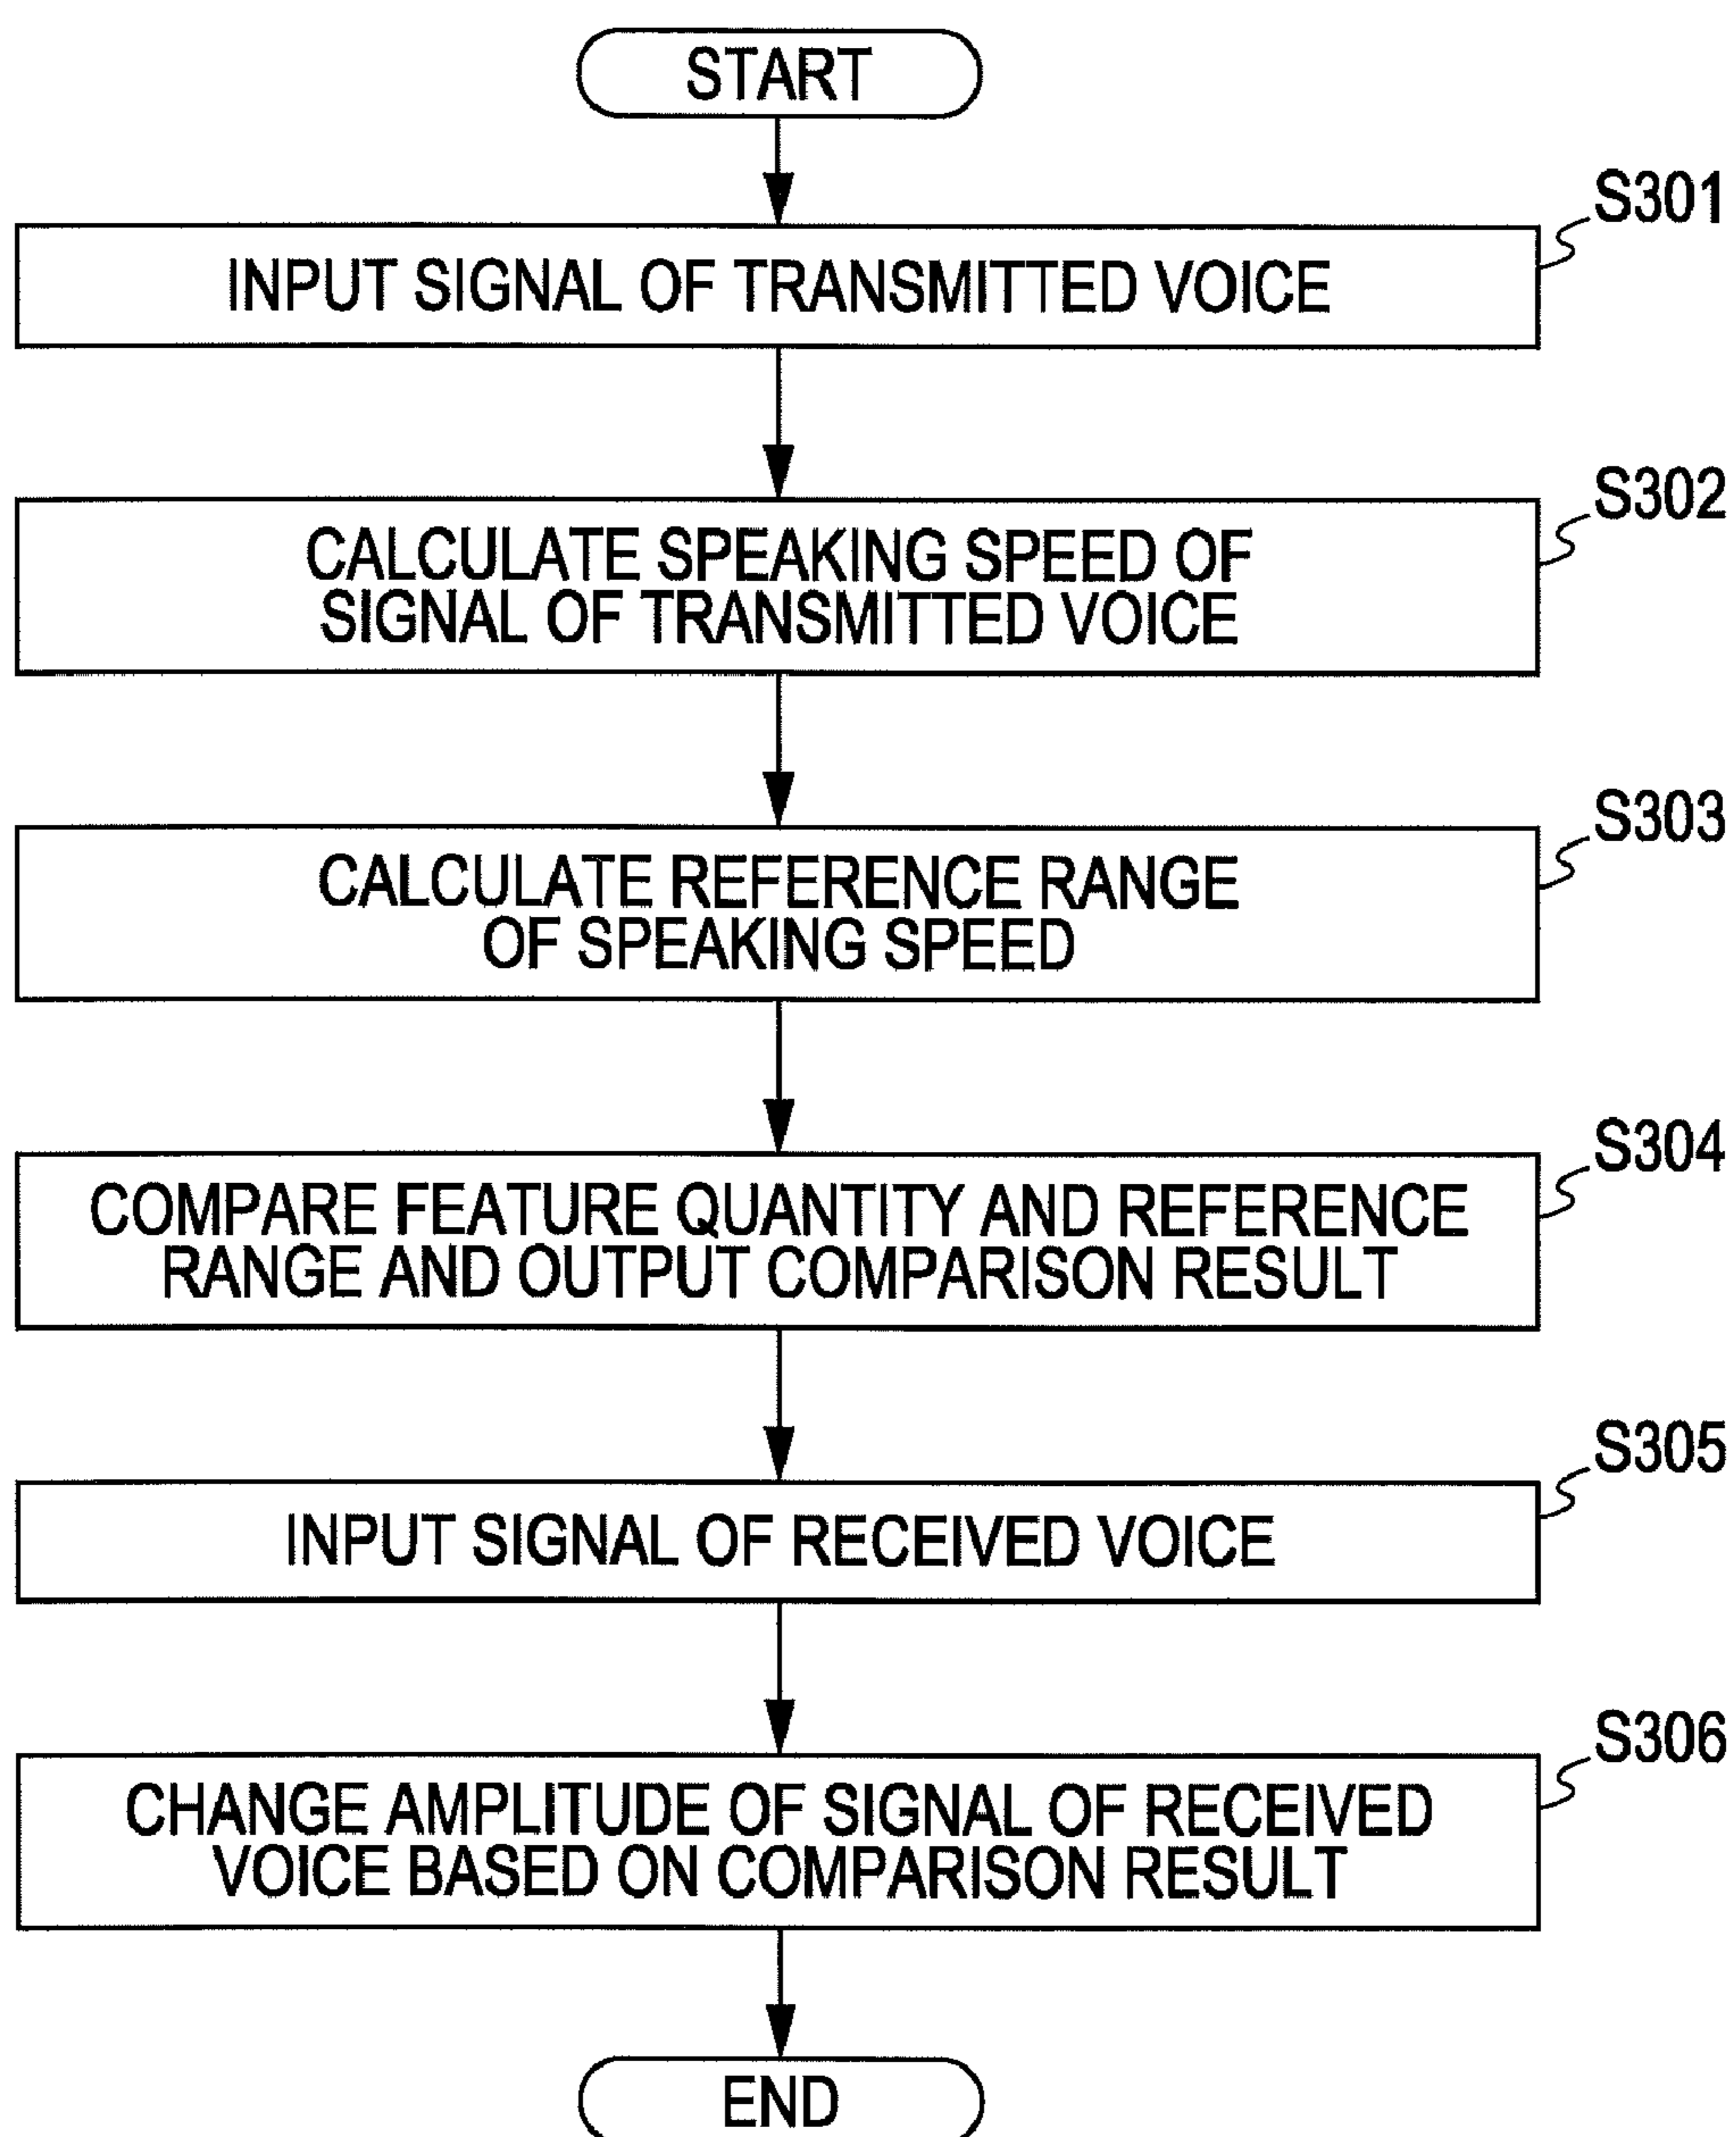 START
S301
INPUT SIGNAL OF TRANSMITTED VOICE
S302
CALCULATE SPEAKING SPEED OF
SIGNAL OF TRANSMITTED VOICE
S303
CALCULATE REFERENCE RANGE
OF SPEAKING SPEED
S304
COMPARE FEATURE QUANTITY AND REFERENCE
RANGE AND OUTPUT COMPARISON RESULT
S305
INPUT SIGNAL OF RECEIVED VOICE
S306
CHANGE AMPLITUDE OF SIGNAL OF RECEIVED
VOICE BASED ON COMPARISON RESULT
END